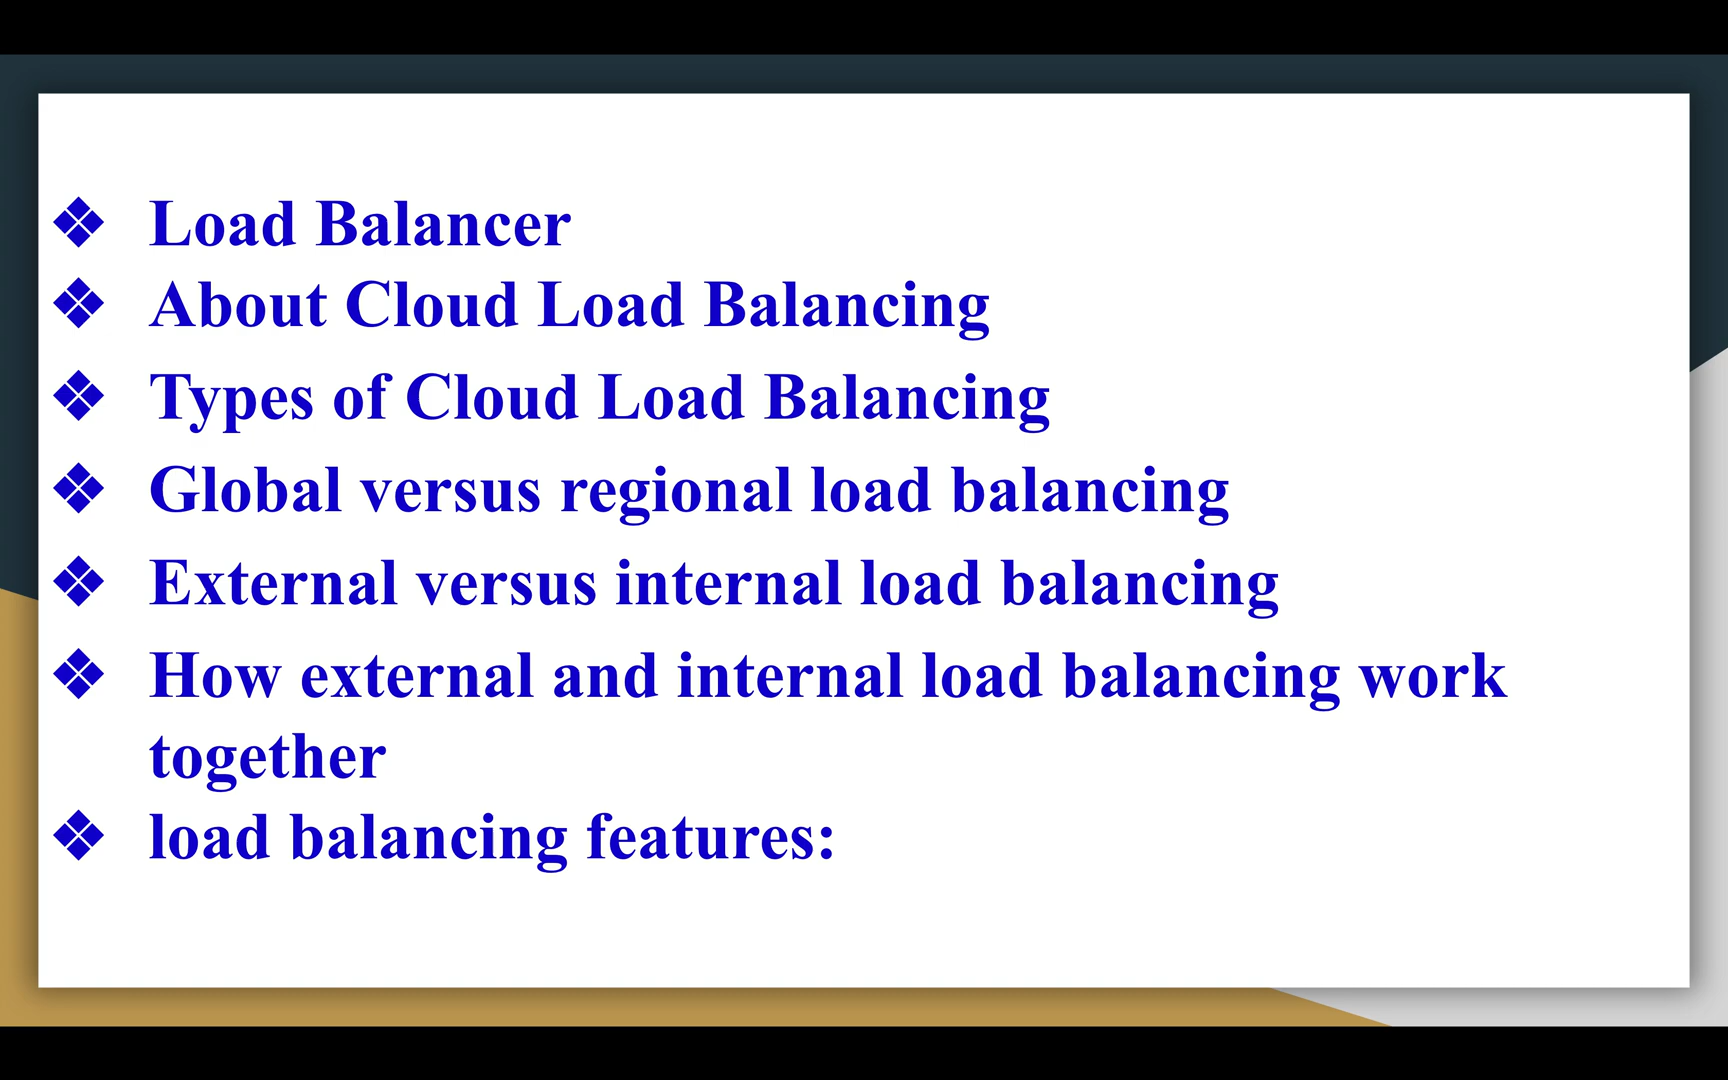 ❖ Load Balancer
❖ About Cloud Load Balancing
❖ Types of Cloud Load Balancing
❖ Global versus regional load balancing
❖ External versus internal load balancing
❖ How external and internal load balancing work
together
❖ load balancing features: